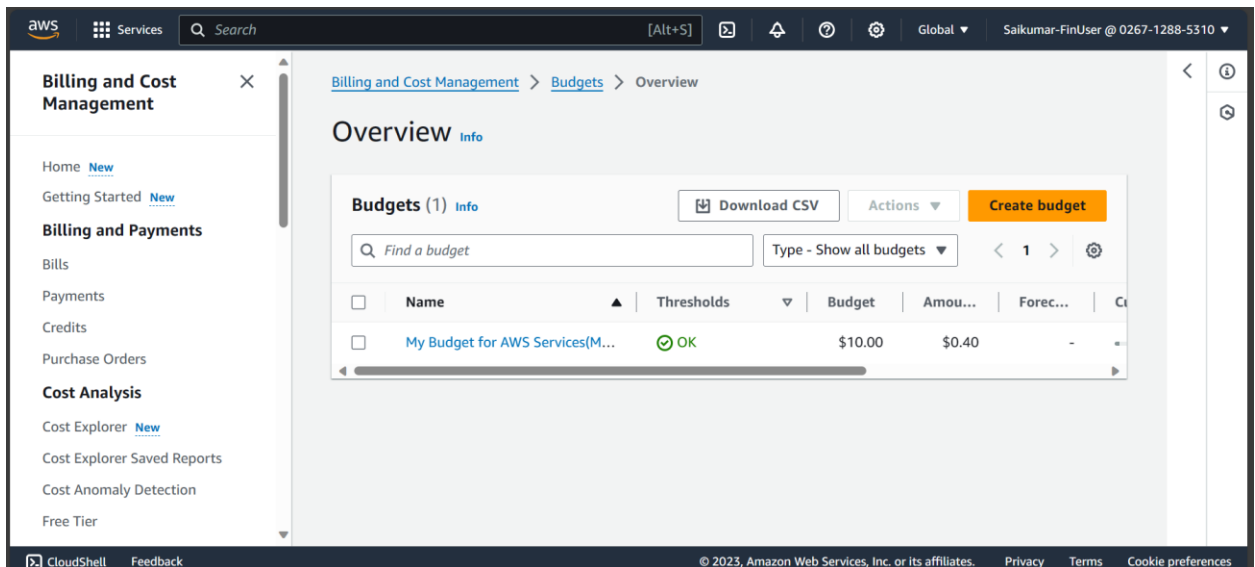 aws Services Search [Alt+S] Global Saikumar-FinUser @ 0267-1288-5310
Billing and Cost Management
Home New
Getting Started New
Billing and Payments
Bills
Payments
Credits
Purchase Orders
Cost Analysis
Cost Explorer New
Cost Explorer Saved Reports
Cost Anomaly Detection
Free Tier
Billing and Cost Management > Budgets > Overview
Overview Info
Budgets (1) Info Download CSV Actions Create budget
Find a budget Type - Show all budgets < 1 >
Name Thresholds Budget Amou... Forec... Cu
My Budget for AWS Services(M... OK $10.00 $0.40 -
CloudShell Feedback © 2023, Amazon Web Services, Inc. or its affiliates. Privacy Terms Cookie preferences